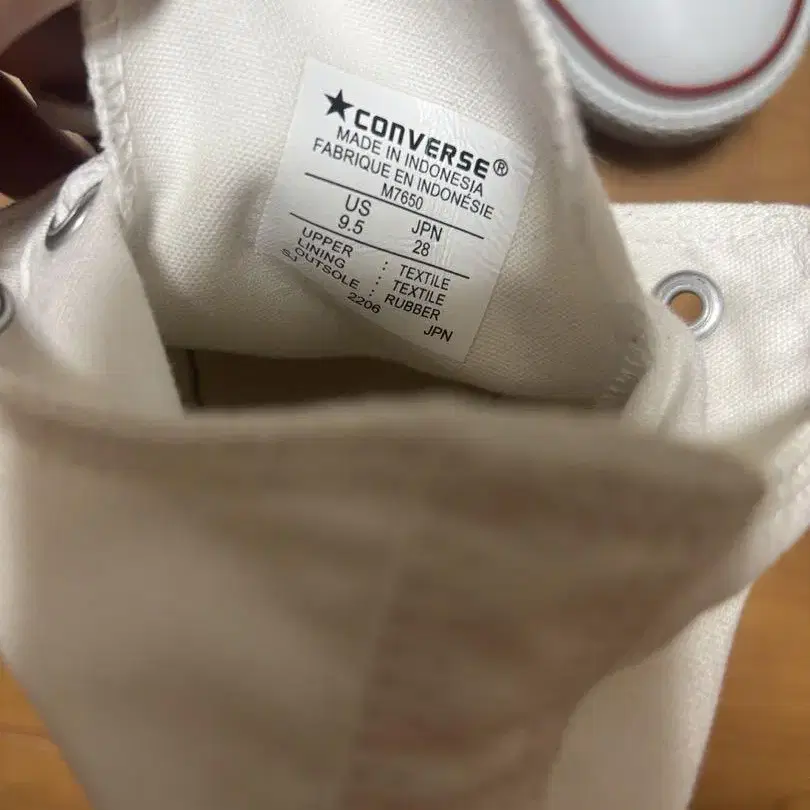 ★CONVERSE®
MADE IN INDONESIA
FABRIQUE EN INDONÉSIE
M7650
US JPN
9.5 28
UPPER : TEXTILE
LINING : TEXTILE
SJ OUTSOLE : RUBBER
2206 JPN